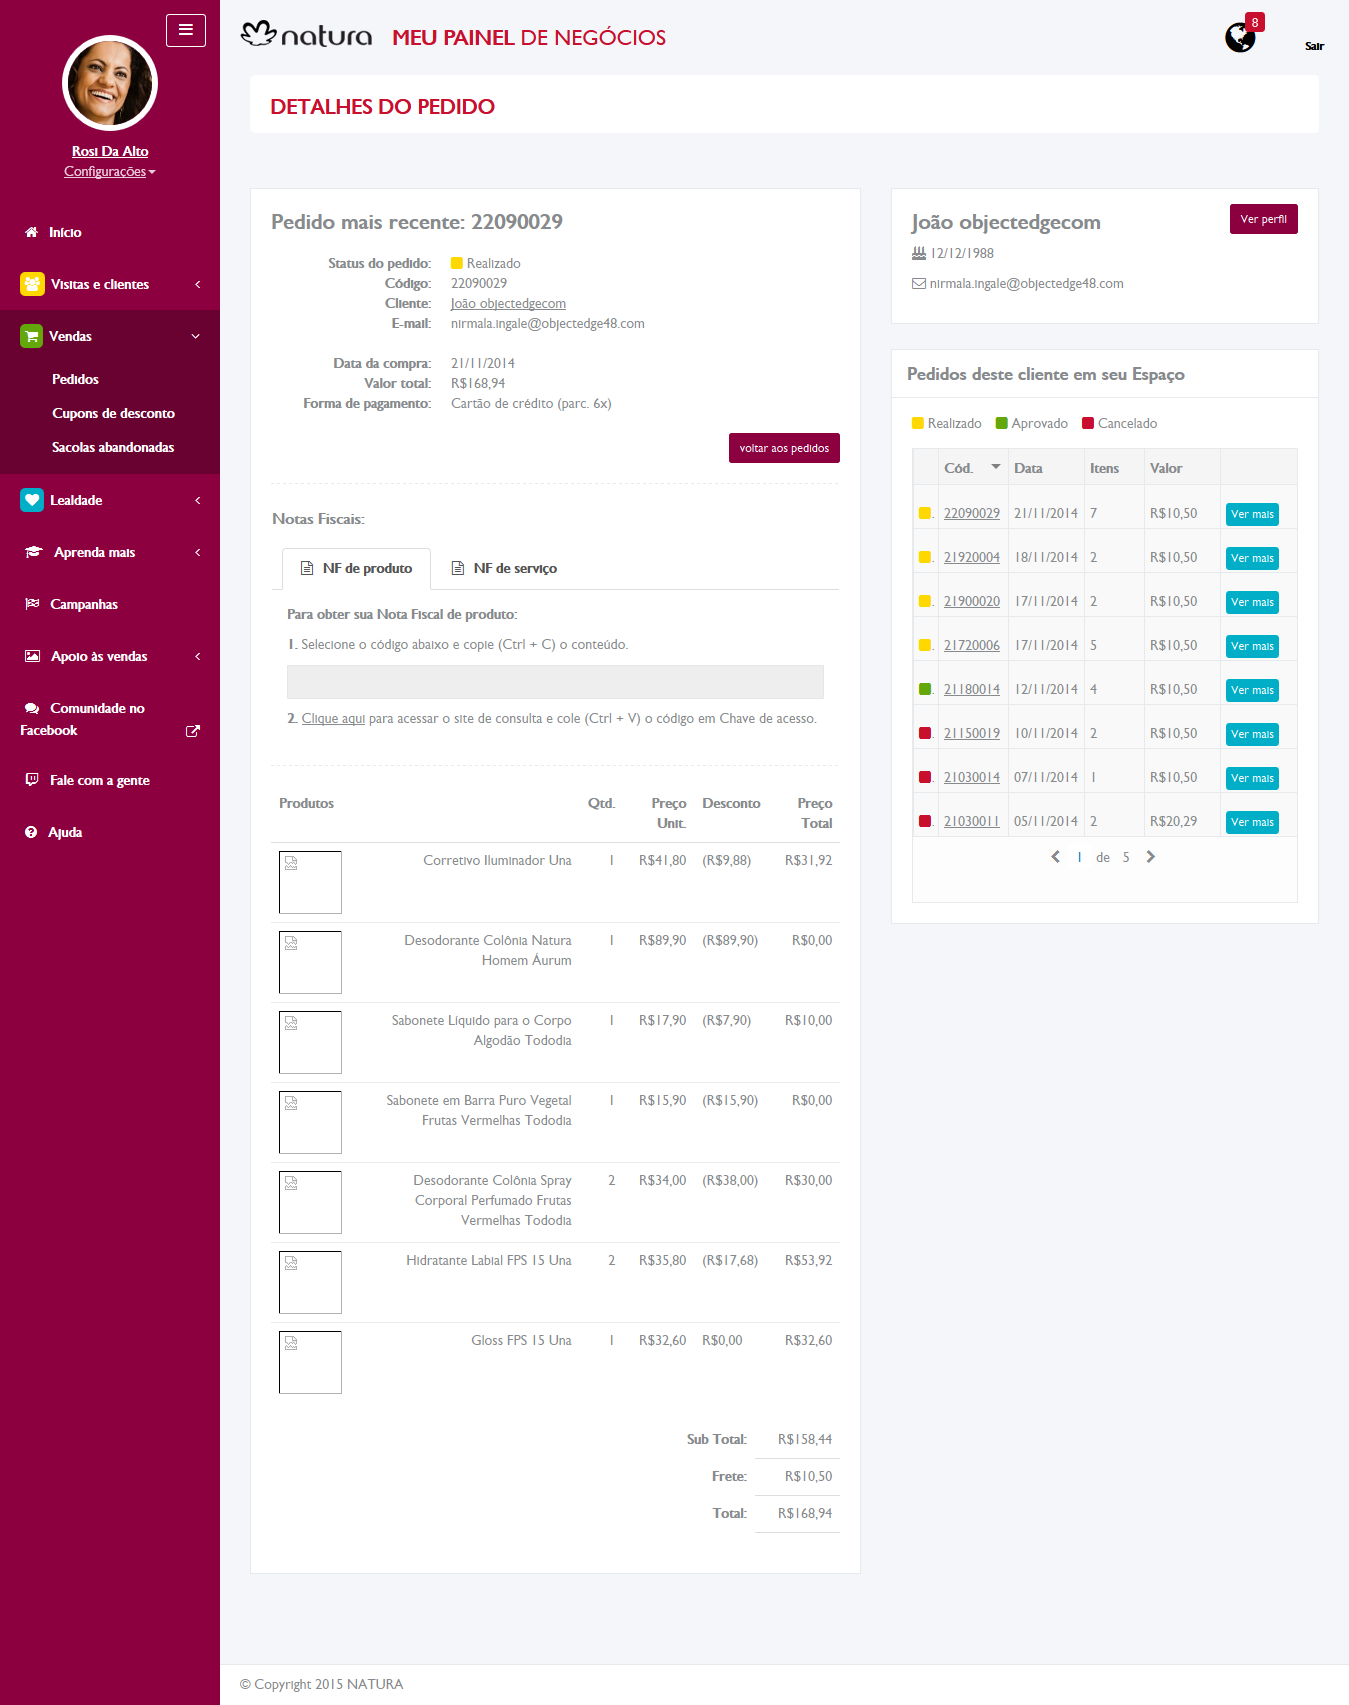 natura
MEU PAINEL DE NEGÓCIOS
8
Sair
DETALHES DO PEDIDO
Rosi Da Alto
Configurações
Início
Visitas e clientes
Vendas
Pedidos
Cupons de desconto
Sacolas abandonadas
Lealdade
Aprenda mais
Campanhas
Apoio às vendas
Comunidade no
Facebook
Fale com a gente
Ajuda
Pedido mais recente: 22090029
Status do pedido: Realizado
Código: 22090029
Cliente: João objectedgecom
E-mail: nirmala.ingale@objectedge48.com
Data da compra: 21/11/2014
Valor total: R$168,94
Forma de pagamento: Cartão de crédito (parc. 6x)
voltar aos pedidos
Notas Fiscais:
NF de produto NF de serviço
Para obter sua Nota Fiscal de produto:
1. Selecione o código abaixo e copie (Ctrl + C) o conteúdo.
2. Clique aqui para acessar o site de consulta e cole (Ctrl + V) o código em Chave de acesso.
Produtos Qtd. Preço Desconto Preço
Unit. Total
Corretivo Iluminador Una 1 R$41,80 (R$9,88) R$31,92
Desodorante Colônia Natura 1 R$89,90 (R$89,90) R$0,00
Homem Áurum
Sabonete Líquido para o Corpo 1 R$17,90 (R$7,90) R$10,00
Algodão Tododia
Sabonete em Barra Puro Vegetal 1 R$15,90 (R$15,90) R$0,00
Frutas Vermelhas Tododia
Desodorante Colônia Spray 2 R$34,00 (R$38,00) R$30,00
Corporal Perfumado Frutas
Vermelhas Tododia
Hidratante Labial FPS 15 Una 2 R$35,80 (R$17,68) R$53,92
Gloss FPS 15 Una 1 R$32,60 R$0,00 R$32,60
Sub Total: R$158,44
Frete: R$10,50
Total: R$168,94
João objectedgecom
Ver perfil
12/12/1988
nirmala.ingale@objectedge48.com
Pedidos deste cliente em seu Espaço
Realizado Aprovado Cancelado
Cód. Data Itens Valor
22090029 21/11/2014 7 R$10,50 Ver mais
21920004 18/11/2014 2 R$10,50 Ver mais
21900020 17/11/2014 2 R$10,50 Ver mais
21720006 17/11/2014 5 R$10,50 Ver mais
21180014 12/11/2014 4 R$10,50 Ver mais
21150019 10/11/2014 2 R$10,50 Ver mais
21030014 07/11/2014 1 R$10,50 Ver mais
21030011 05/11/2014 2 R$20,29 Ver mais
1 de 5
© Copyright 2015 NATURA